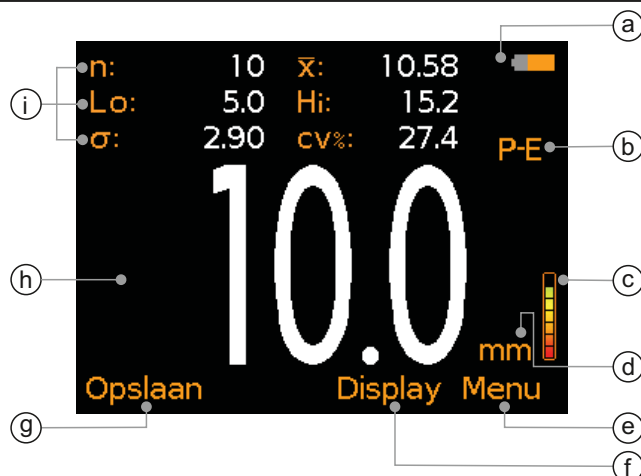 a
n: 10 x̄: 10.58
i
Lo: 5.0 Hi: 15.2
σ: 2.90 cv%: 27.4
P-E b
10.0
h
c
mm
d
Opslaan Display Menu
g
e
f